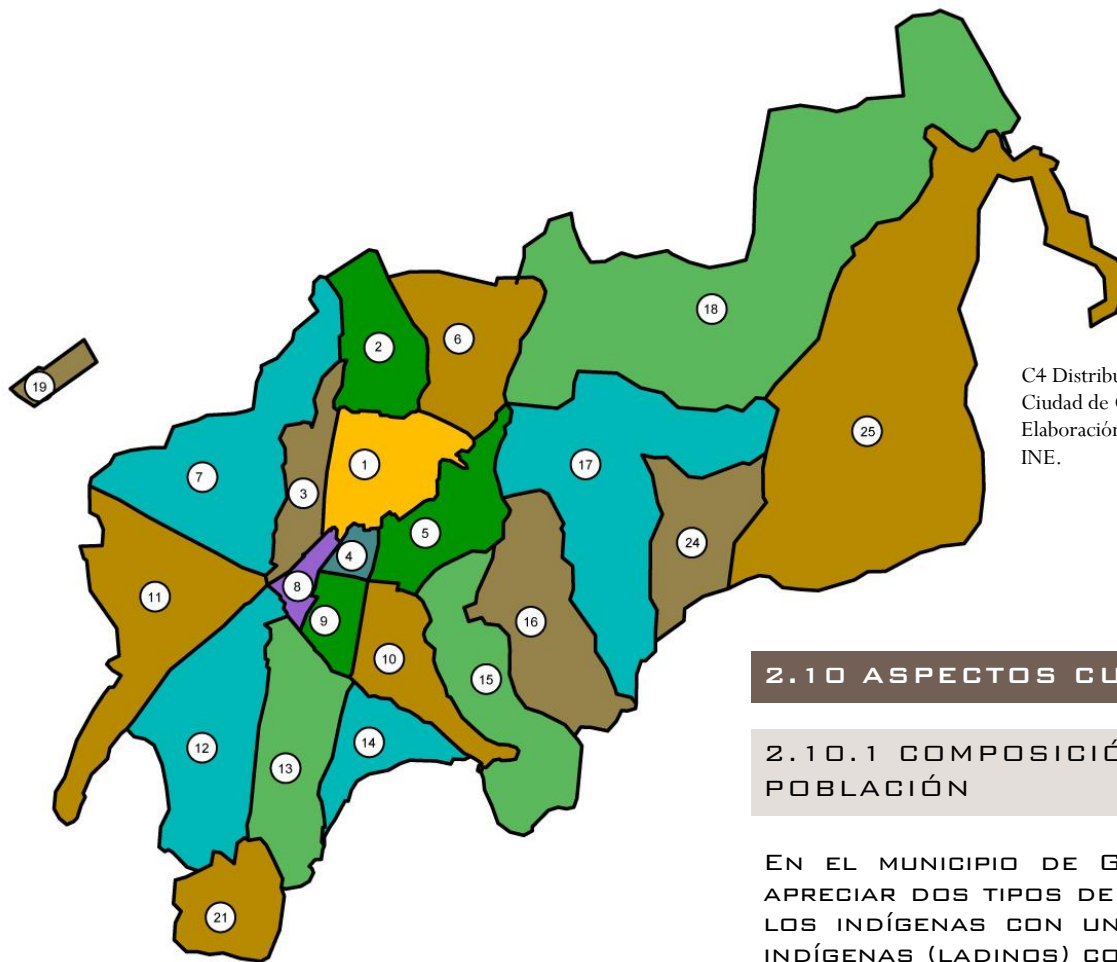 18
6
2
19
C4 Distribu
Ciudad de
Elaboración
INE.
25
1
17
7
3
5
24
4
8
11
9
16
10
15
14
12
13
21
2.10 ASPECTOS CU
2.10.1 COMPOSICIÓ
POBLACIÓN
EN EL MUNICIPIO DE G
APRECIAR DOS TIPOS DE
LOS INDÍGENAS CON UN
INDÍGENAS (LADINOS) CO